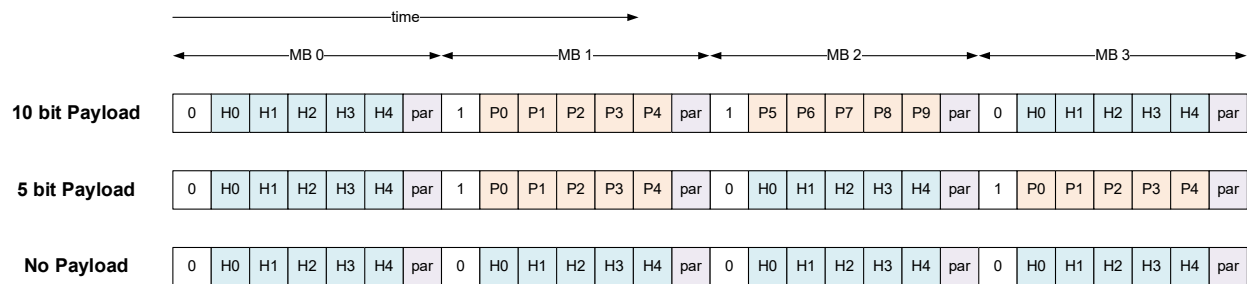 time
MB 0 MB 1 MB 2 MB 3
10 bit Payload 0 H0 H1 H2 H3 H4 par 1 P0 P1 P2 P3 P4 par 1 P5 P6 P7 P8 P9 par 0 H0 H1 H2 H3 H4 par
5 bit Payload 0 H0 H1 H2 H3 H4 par 1 P0 P1 P2 P3 P4 par 0 H0 H1 H2 H3 H4 par 1 P0 P1 P2 P3 P4 par
No Payload 0 H0 H1 H2 H3 H4 par 0 H0 H1 H2 H3 H4 par 0 H0 H1 H2 H3 H4 par 0 H0 H1 H2 H3 H4 par